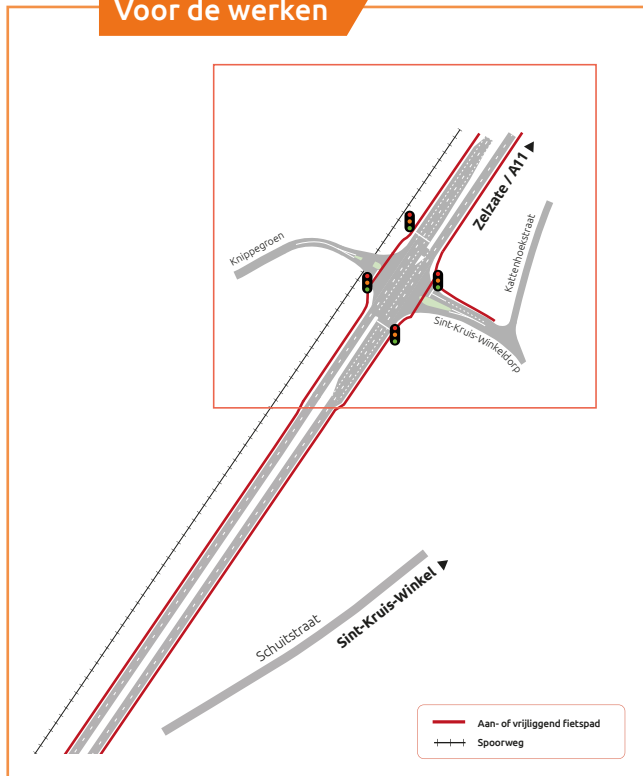 Voor de werken
Zelzate / A11
Kattenhoekstraat
Knippegroen
Sint-Kruis-Winkeldorp
Schuitstraat
Sint-Kruis-Winkel
Aan- of vrijliggend fietspad
Spoorweg